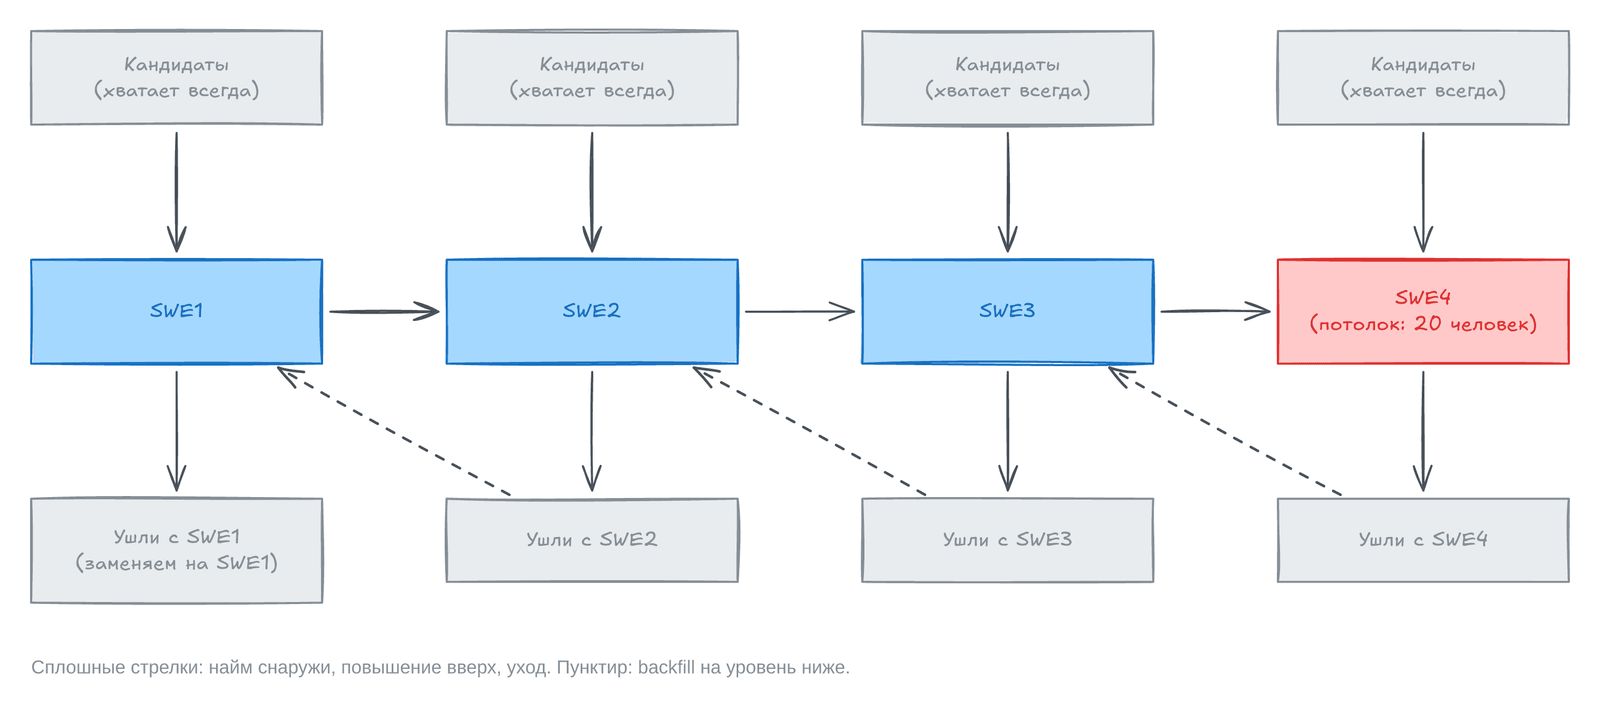 Кандидаты
(хватает всегда)
Кандидаты
(хватает всегда)
Кандидаты
(хватает всегда)
Кандидаты
(хватает всегда)
SWE1
SWE2
SWE3
SWE4
(потолок: 20 человек)
Ушли с SWE1
(заменяем на SWE1)
Ушли с SWE2
Ушли с SWE3
Ушли с SWE4
Сплошные стрелки: найм снаружи, повышение вверх, уход. Пунктир: backfill на уровень ниже.